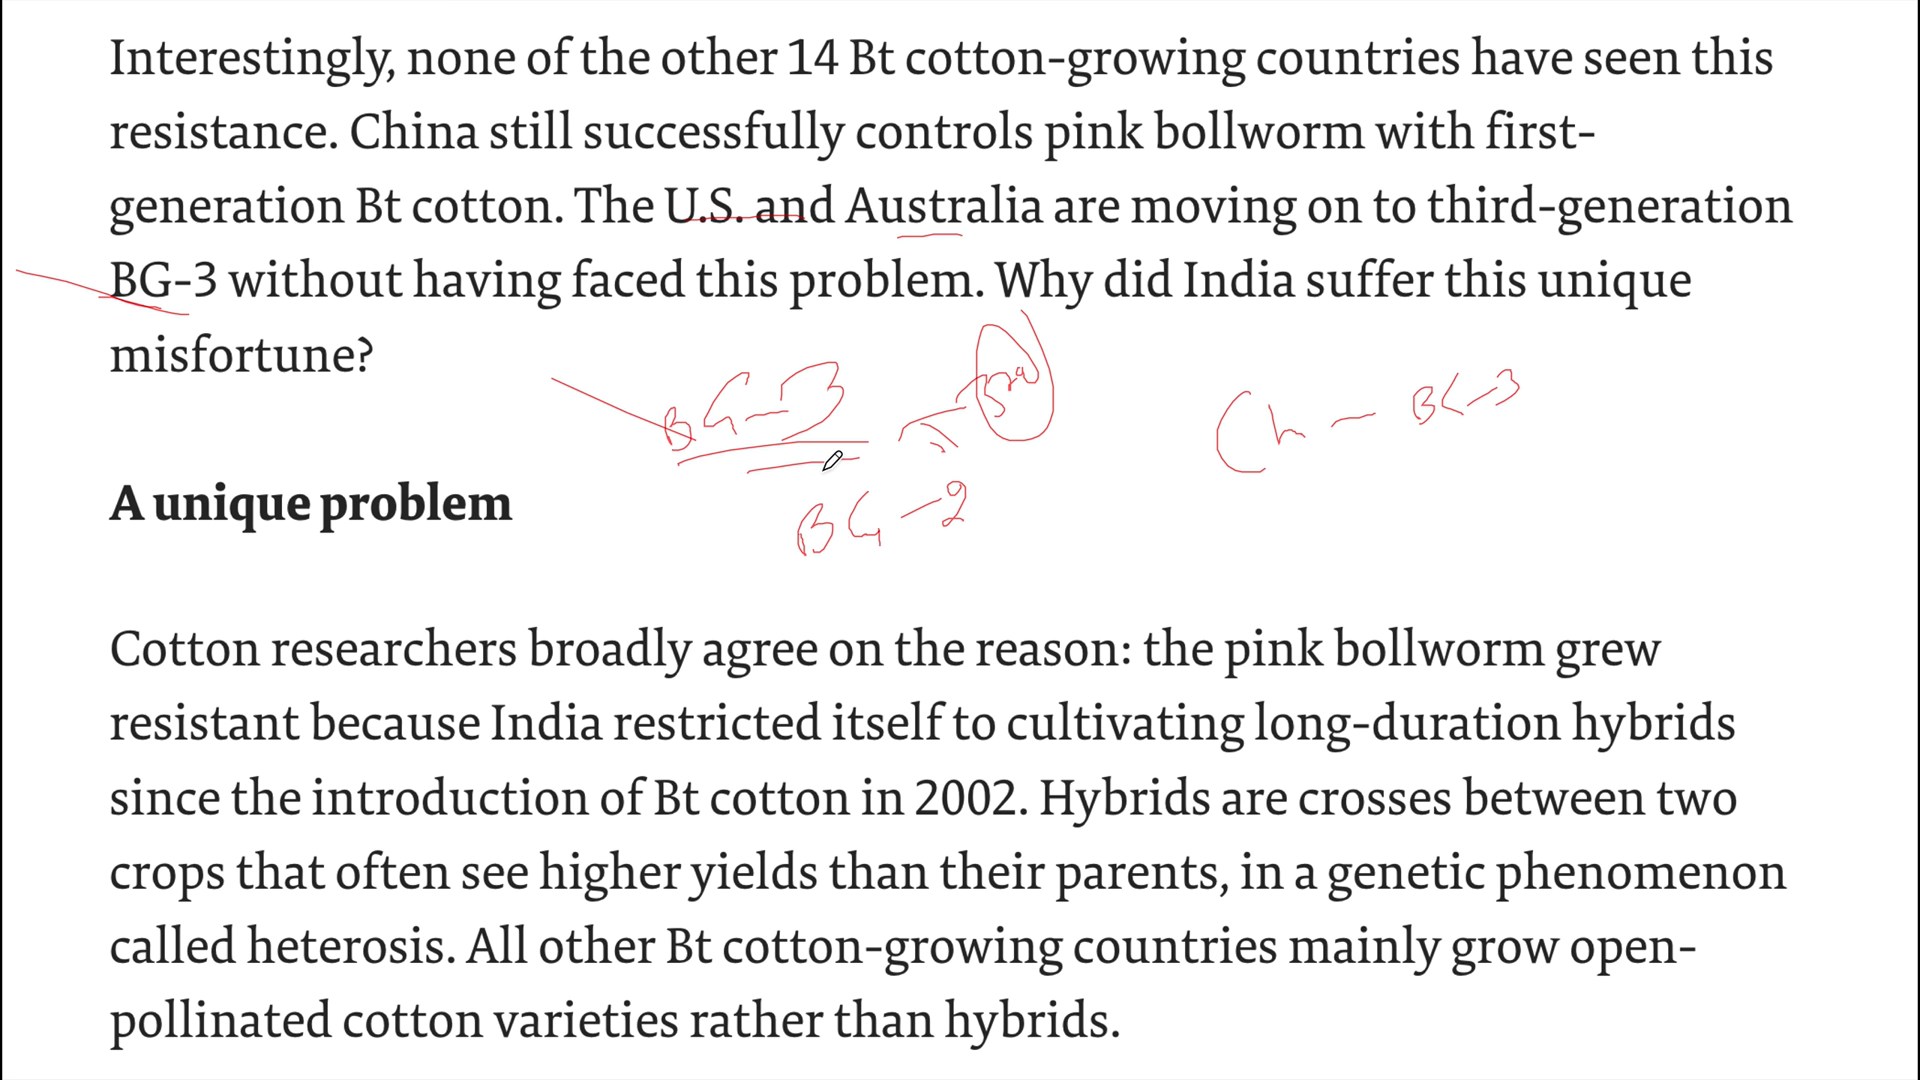 Interestingly, none of the other 14 Bt cotton-growing countries have seen this
resistance. China still successfully controls pink bollworm with first-
generation Bt cotton. The U.S. and Australia are moving on to third-generation
BG-3 without having faced this problem. Why did India suffer this unique
misfortune?
BG-3
Ch - BG-3
A unique problem
BG-2
Cotton researchers broadly agree on the reason: the pink bollworm grew
resistant because India restricted itself to cultivating long-duration hybrids
since the introduction of Bt cotton in 2002. Hybrids are crosses between two
crops that often see higher yields than their parents, in a genetic phenomenon
called heterosis. All other Bt cotton-growing countries mainly grow open-
pollinated cotton varieties rather than hybrids.